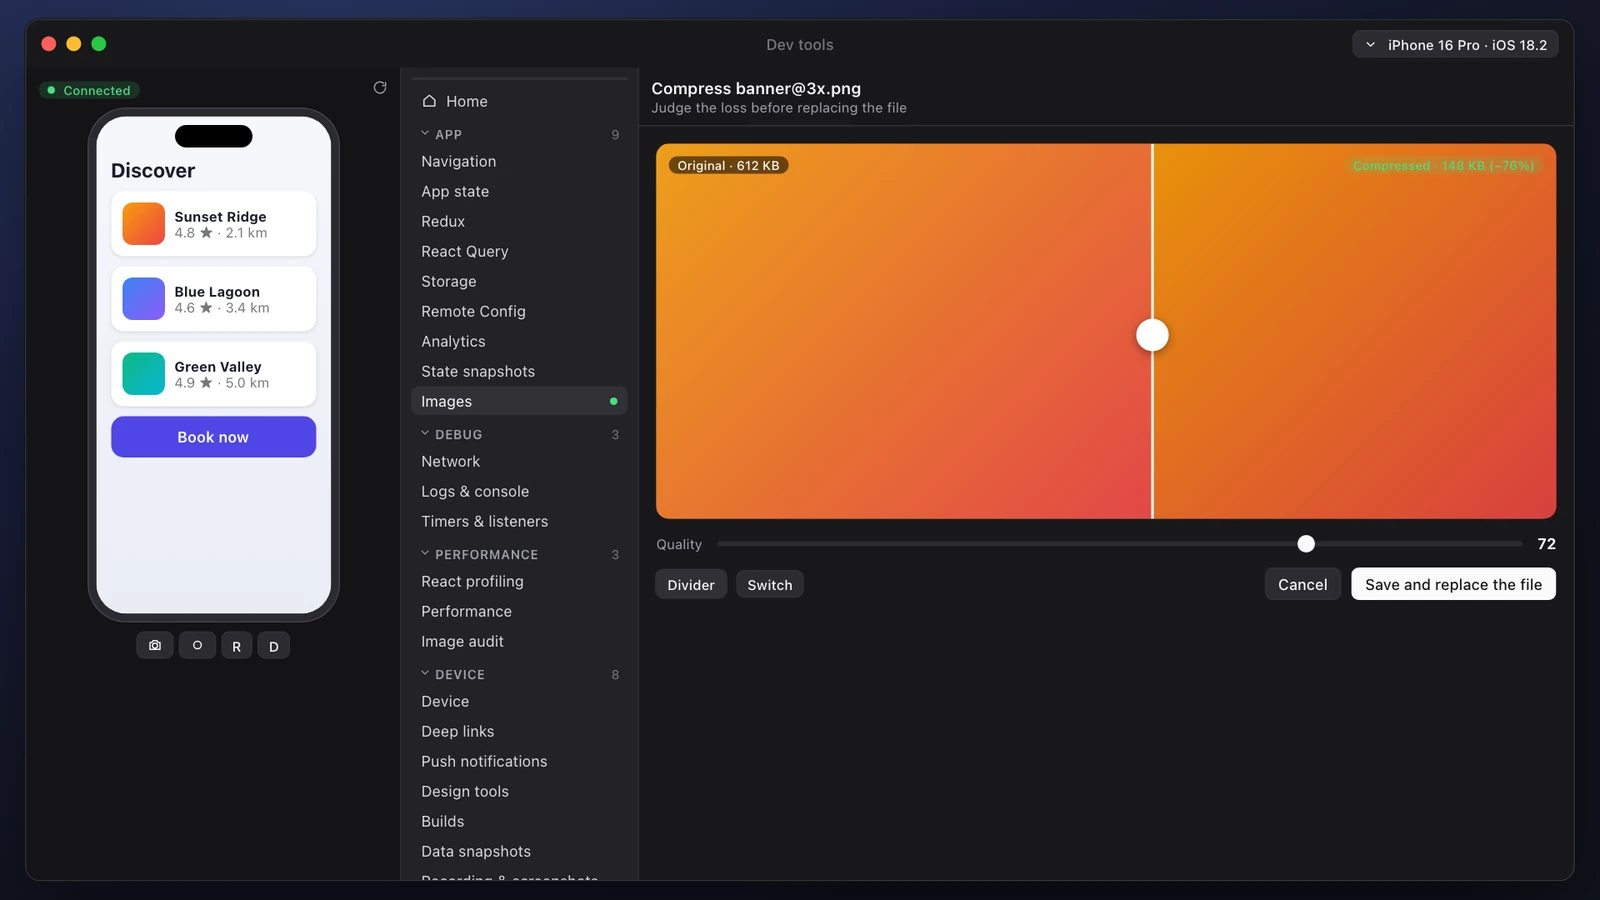 Dev tools
iPhone 16 Pro · iOS 18.2
Connected
Discover
Sunset Ridge
4.8 ★ · 2.1 km
Blue Lagoon
4.6 ★ · 3.4 km
Green Valley
4.9 ★ · 5.0 km
Book now
R
D
Home
APP 9
Navigation
App state
Redux
React Query
Storage
Remote Config
Analytics
State snapshots
Images
DEBUG 3
Network
Logs & console
Timers & listeners
PERFORMANCE 3
React profiling
Performance
Image audit
DEVICE 8
Device
Deep links
Push notifications
Design tools
Builds
Data snapshots
Recording & screenshots
Compress banner@3x.png
Judge the loss before replacing the file
Original · 612 KB
Compressed · 148 KB (−76%)
Quality 72
Divider
Switch
Cancel
Save and replace the file